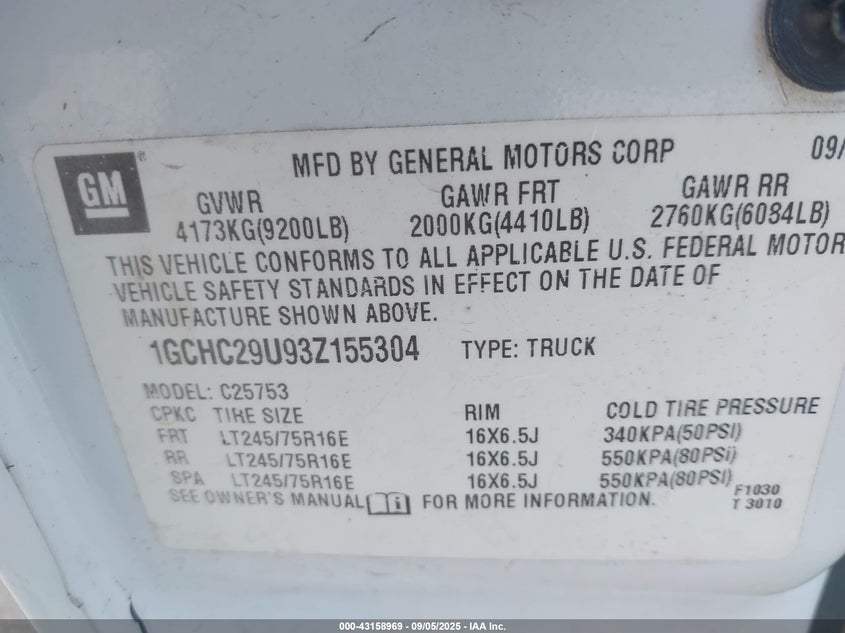 GM®
MFD BY GENERAL MOTORS CORP 09/
GVWR GAWR FRT GAWR RR
4173KG(9200LB) 2000KG(4410LB) 2760KG(6084LB)
THIS VEHICLE CONFORMS TO ALL APPLICABLE U.S. FEDERAL MOTOR
VEHICLE SAFETY STANDARDS IN EFFECT ON THE DATE OF
MANUFACTURE SHOWN ABOVE.
1GCHC29U93Z155304 TYPE: TRUCK
MODEL: C25753
CPKC TIRE SIZE RIM COLD TIRE PRESSURE
FRT LT245/75R16E 16X6.5J 340KPA(50PSI)
RR LT245/75R16E 16X6.5J 550KPA(80PSI)
SPA LT245/75R16E 16X6.5J 550KPA(80PSI)
SEE OWNER'S MANUAL i FOR MORE INFORMATION.
F1030
T 3010
000-43158969 | 09/05/2025 - IAA Inc.